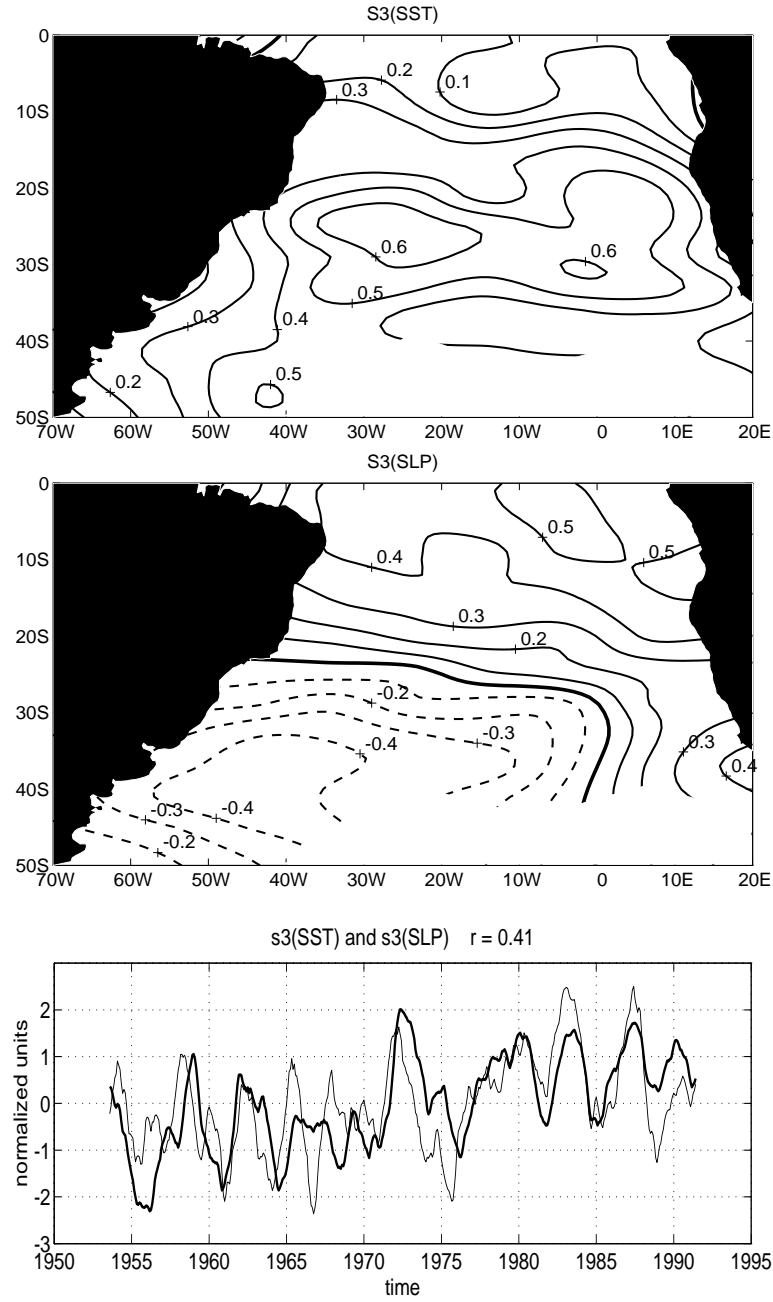 S3(SST)
0
10S
20S
30S
40S
50S
0.2
0.1
0.3
0.6
0.6
0.5
0.3
0.4
0.5
0.2
70W 60W 50W 40W 30W 20W 10W 0 10E 20E
S3(SLP)
0
10S
20S
30S
40S
50S
0.5
0.5
0.4
0.3
0.2
-0.2
-0.3
-0.4
0.3
0.4
-0.3
-0.4
-0.2
70W 60W 50W 40W 30W 20W 10W 0 10E 20E
s3(SST) and s3(SLP) r = 0.41
normalized units
2
1
0
-1
-2
-3
1950 1955 1960 1965 1970 1975 1980 1985 1990 1995
time